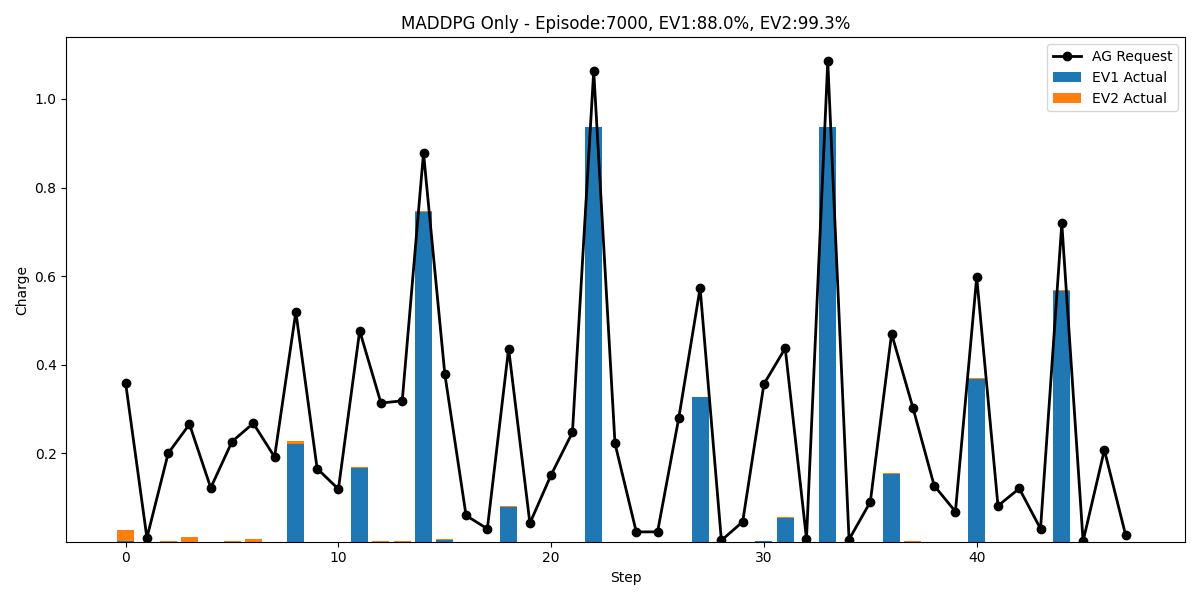 MADDPG Only - Episode:7000, EV1:88.0%, EV2:99.3%
AG Request
EV1 Actual
EV2 Actual
Charge
1.0
0.8
0.6
0.4
0.2
0 10 20 30 40
Step